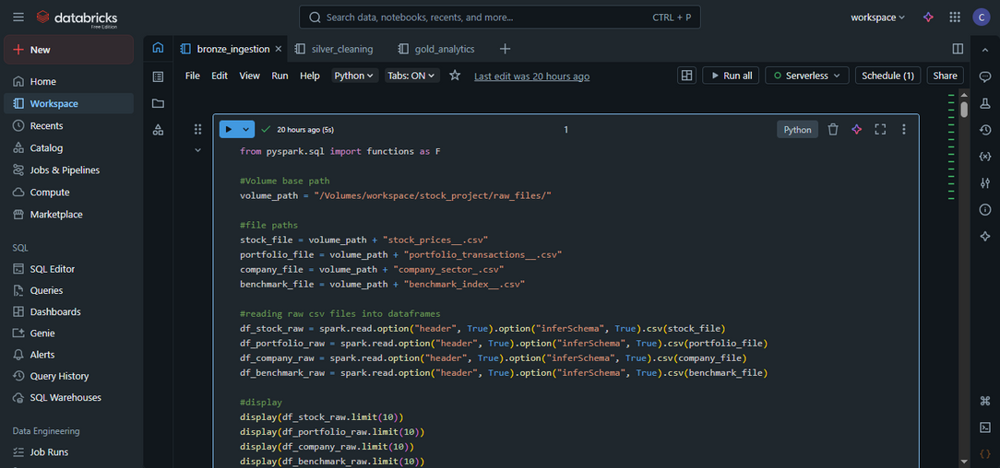 databricks
Free Edition
Search data, notebooks, recents, and more...
CTRL + P
workspace
C
New
Home
Workspace
Recents
Catalog
Jobs & Pipelines
Compute
Marketplace
SQL
SQL Editor
Queries
Dashboards
Genie
Alerts
Query History
SQL Warehouses
Data Engineering
Job Runs
bronze_ingestion
silver_cleaning
gold_analytics
File Edit View Run Help Python Tabs: ON Last edit was 20 hours ago
Run all Serverless Schedule (1) Share
20 hours ago (5s)
1
Python
from pyspark.sql import functions as F
#Volume base path
volume_path = "/Volumes/workspace/stock_project/raw_files/"
#file paths
stock_file = volume_path + "stock_prices__.csv"
portfolio_file = volume_path + "portfolio_transactions__.csv"
company_file = volume_path + "company_sector_.csv"
benchmark_file = volume_path + "benchmark_index__.csv"
#reading raw csv files into dataframes
df_stock_raw = spark.read.option("header", True).option("inferSchema", True).csv(stock_file)
df_portfolio_raw = spark.read.option("header", True).option("inferSchema", True).csv(portfolio_file)
df_company_raw = spark.read.option("header", True).option("inferSchema", True).csv(company_file)
df_benchmark_raw = spark.read.option("header", True).option("inferSchema", True).csv(benchmark_file)
#display
display(df_stock_raw.limit(10))
display(df_portfolio_raw.limit(10))
display(df_company_raw.limit(10))
display(df_benchmark_raw.limit(10))